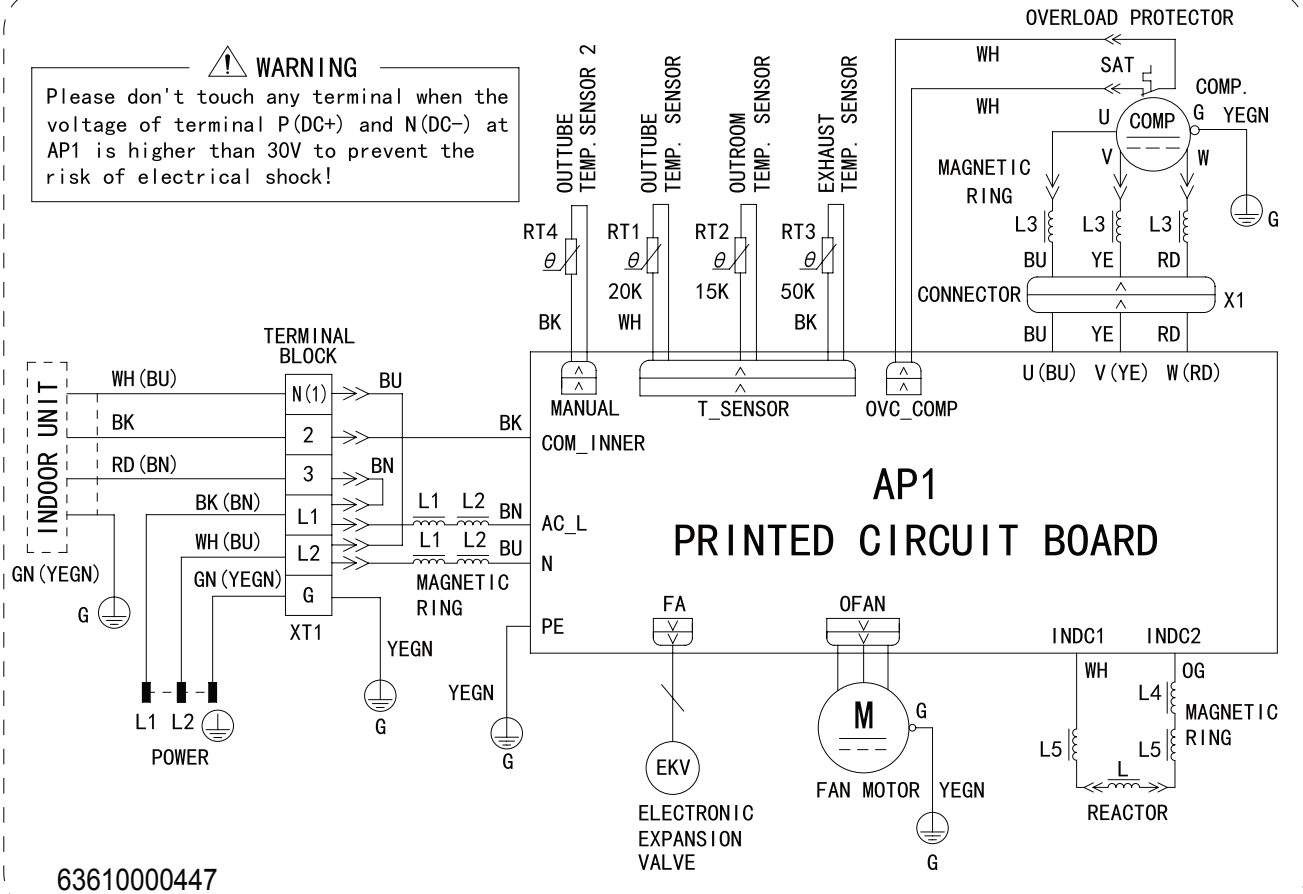 OVERLOAD PROTECTOR
WARNING
Please don't touch any terminal when the
voltage of terminal P(DC+) and N(DC-) at
AP1 is higher than 30V to prevent the
risk of electrical shock!
OUTTUBE
TEMP. SENSOR 2
OUTTUBE
TEMP. SENSOR
OUTROOM
TEMP. SENSOR
EXHAUST
TEMP. SENSOR
WH
SAT
WH
COMP.
U
COMP
G
YEGN
V
W
MAGNETIC
RING
G
RT4
RT1
RT2
RT3
θ
θ
θ
θ
L3
L3
L3
20K
15K
50K
BU
YE
RD
CONNECTOR
X1
BK
WH
BK
BU
YE
RD
TERMINAL
BLOCK
U(BU)
V(YE)
W(RD)
INDOOR UNIT
WH(BU)
N(1)
BU
MANUAL
T_SENSOR
OVC_COMP
BK
2
BK
COM_INNER
RD(BN)
3
BN
AP1
PRINTED CIRCUIT BOARD
BK(BN)
L1
L1
L2
BN
AC_L
WH(BU)
L2
L1
L2
BU
N
GN(YEGN)
GN(YEGN)
G
MAGNETIC
RING
G
XT1
PE
FA
OFAN
INDC1
INDC2
YEGN
WH
OG
YEGN
L4
MAGNETIC
RING
L1
L2
POWER
G
G
M
G
L5
L5
EKV
L
FAN MOTOR
YEGN
REACTOR
ELECTRONIC
EXPANSION
VALVE
G
63610000447